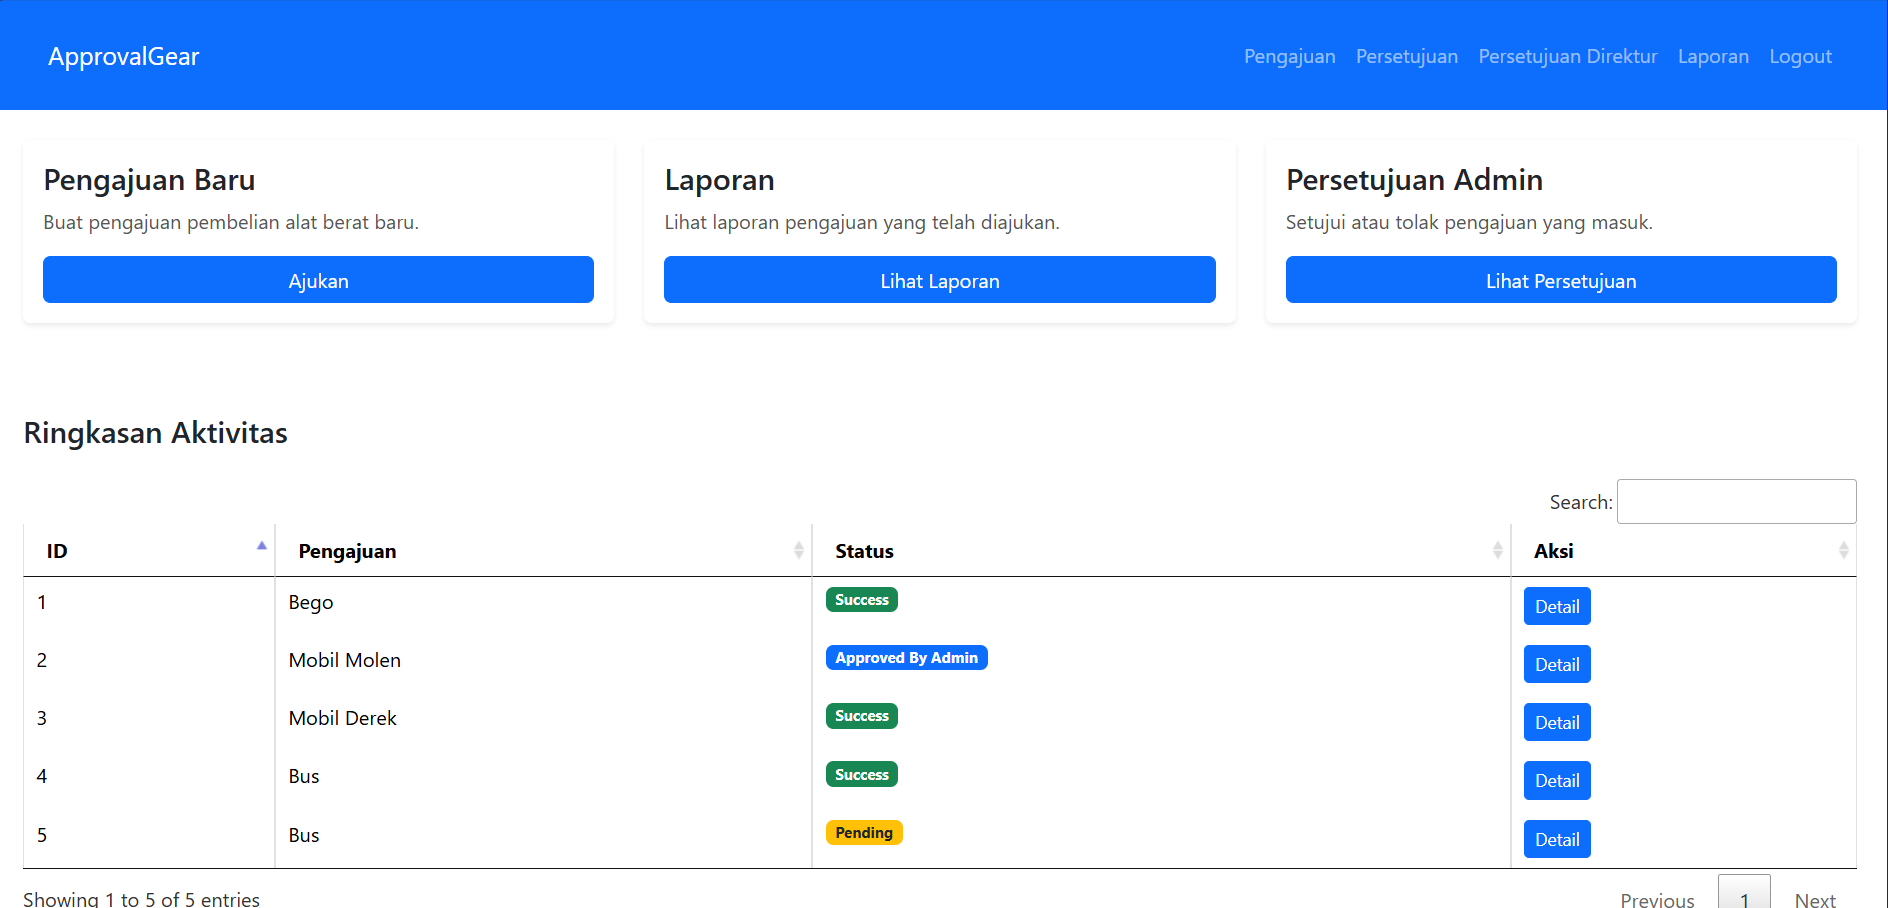 ApprovalGear Pengajuan Persetujuan Persetujuan Direktur Laporan Logout
Pengajuan Baru
Buat pengajuan pembelian alat berat baru.
Ajukan
Laporan
Lihat laporan pengajuan yang telah diajukan.
Lihat Laporan
Persetujuan Admin
Setujui atau tolak pengajuan yang masuk.
Lihat Persetujuan
Ringkasan Aktivitas
Search:
ID Pengajuan Status Aksi
1 Bego Success Detail
2 Mobil Molen Approved By Admin Detail
3 Mobil Derek Success Detail
4 Bus Success Detail
5 Bus Pending Detail
Showing 1 to 5 of 5 entries Previous 1 Next